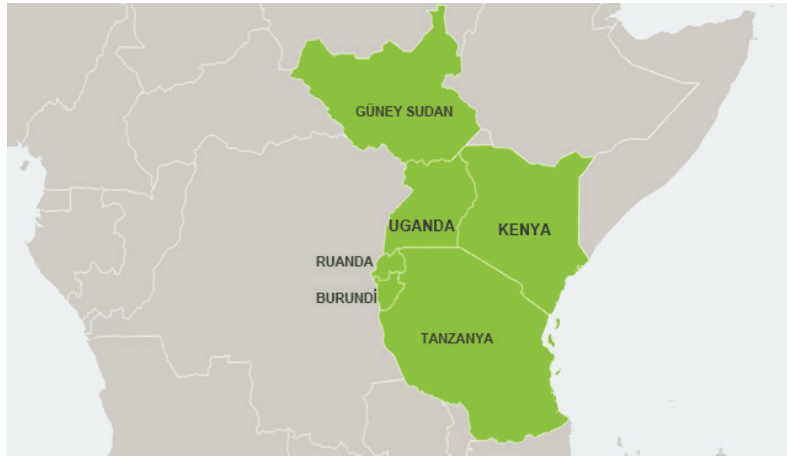 GÜNEY SUDAN
UGANDA
KENYA
RUANDA
BURUNDİ
TANZANYA